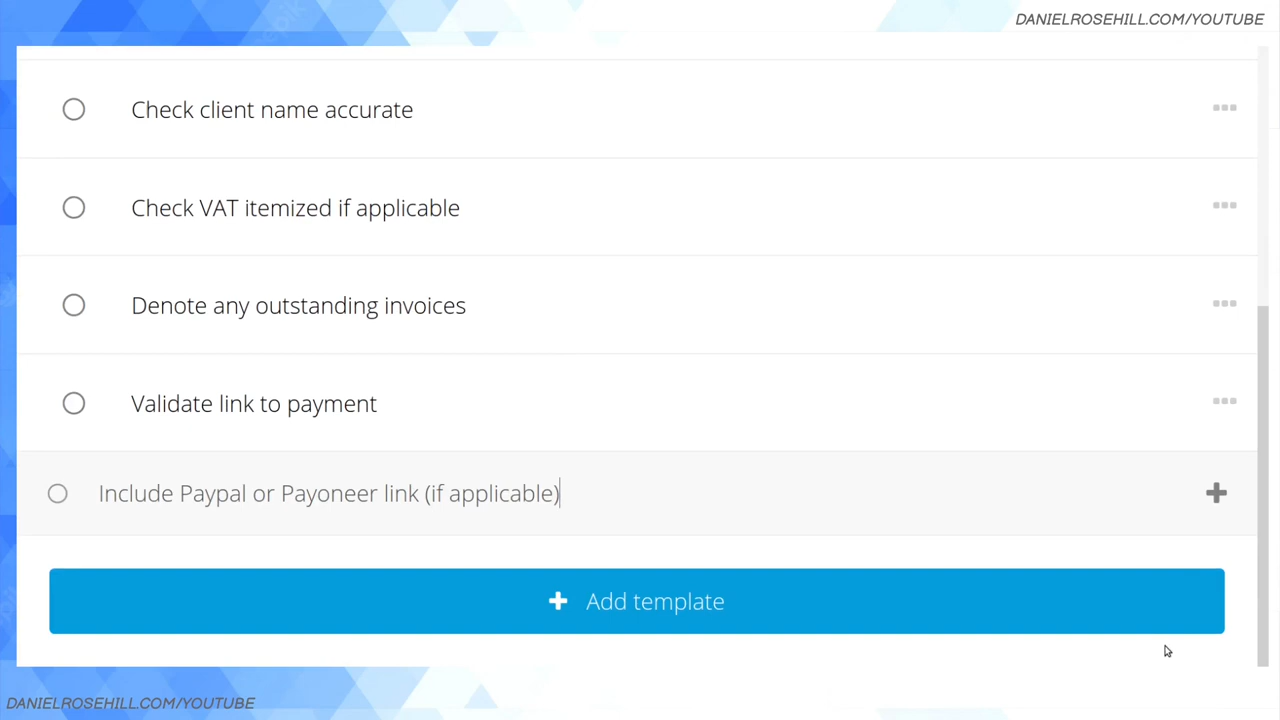 DANIELROSEHILL.COM/YOUTUBE
Check client name accurate
Check VAT itemized if applicable
Denote any outstanding invoices
Validate link to payment
Include Paypal or Payoneer link (if applicable)
Add template
DANIELROSEHILL.COM/YOUTUBE